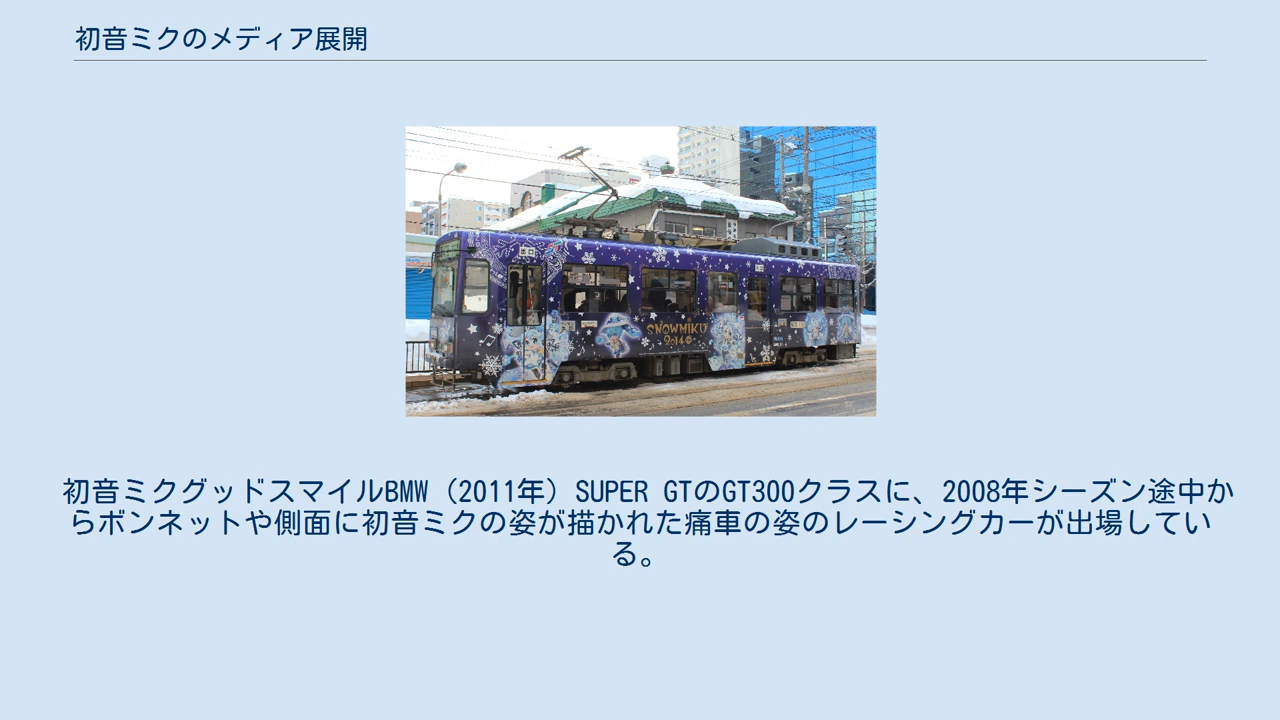 初音ミクのメディア展開
SNOWMIKU
2014
初音ミクグッドスマイルBMW（2011年）SUPER GTのGT300クラスに、2008年シーズン途中か
らボンネットや側面に初音ミクの姿が描かれた痛車の姿のレーシングカーが出場してい
る。